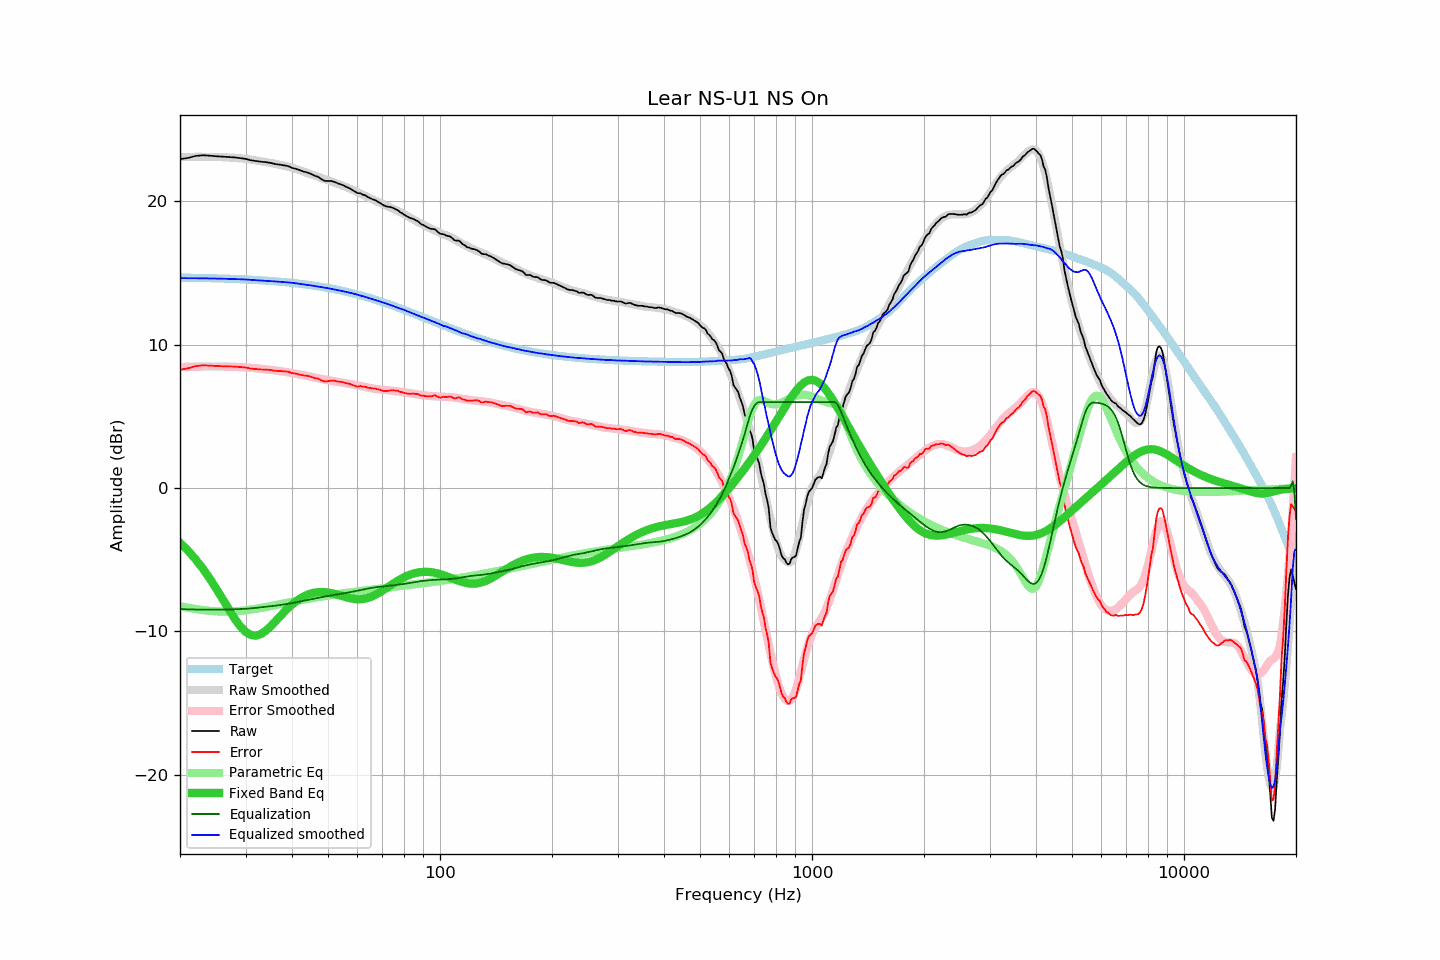 Lear NS-U1 NS On
Amplitude (dBr)
20
10
0
−10
−20
Target
Raw Smoothed
Error Smoothed
Raw
Error
Parametric Eq
Fixed Band Eq
Equalization
Equalized smoothed
100
1000
10000
Frequency (Hz)